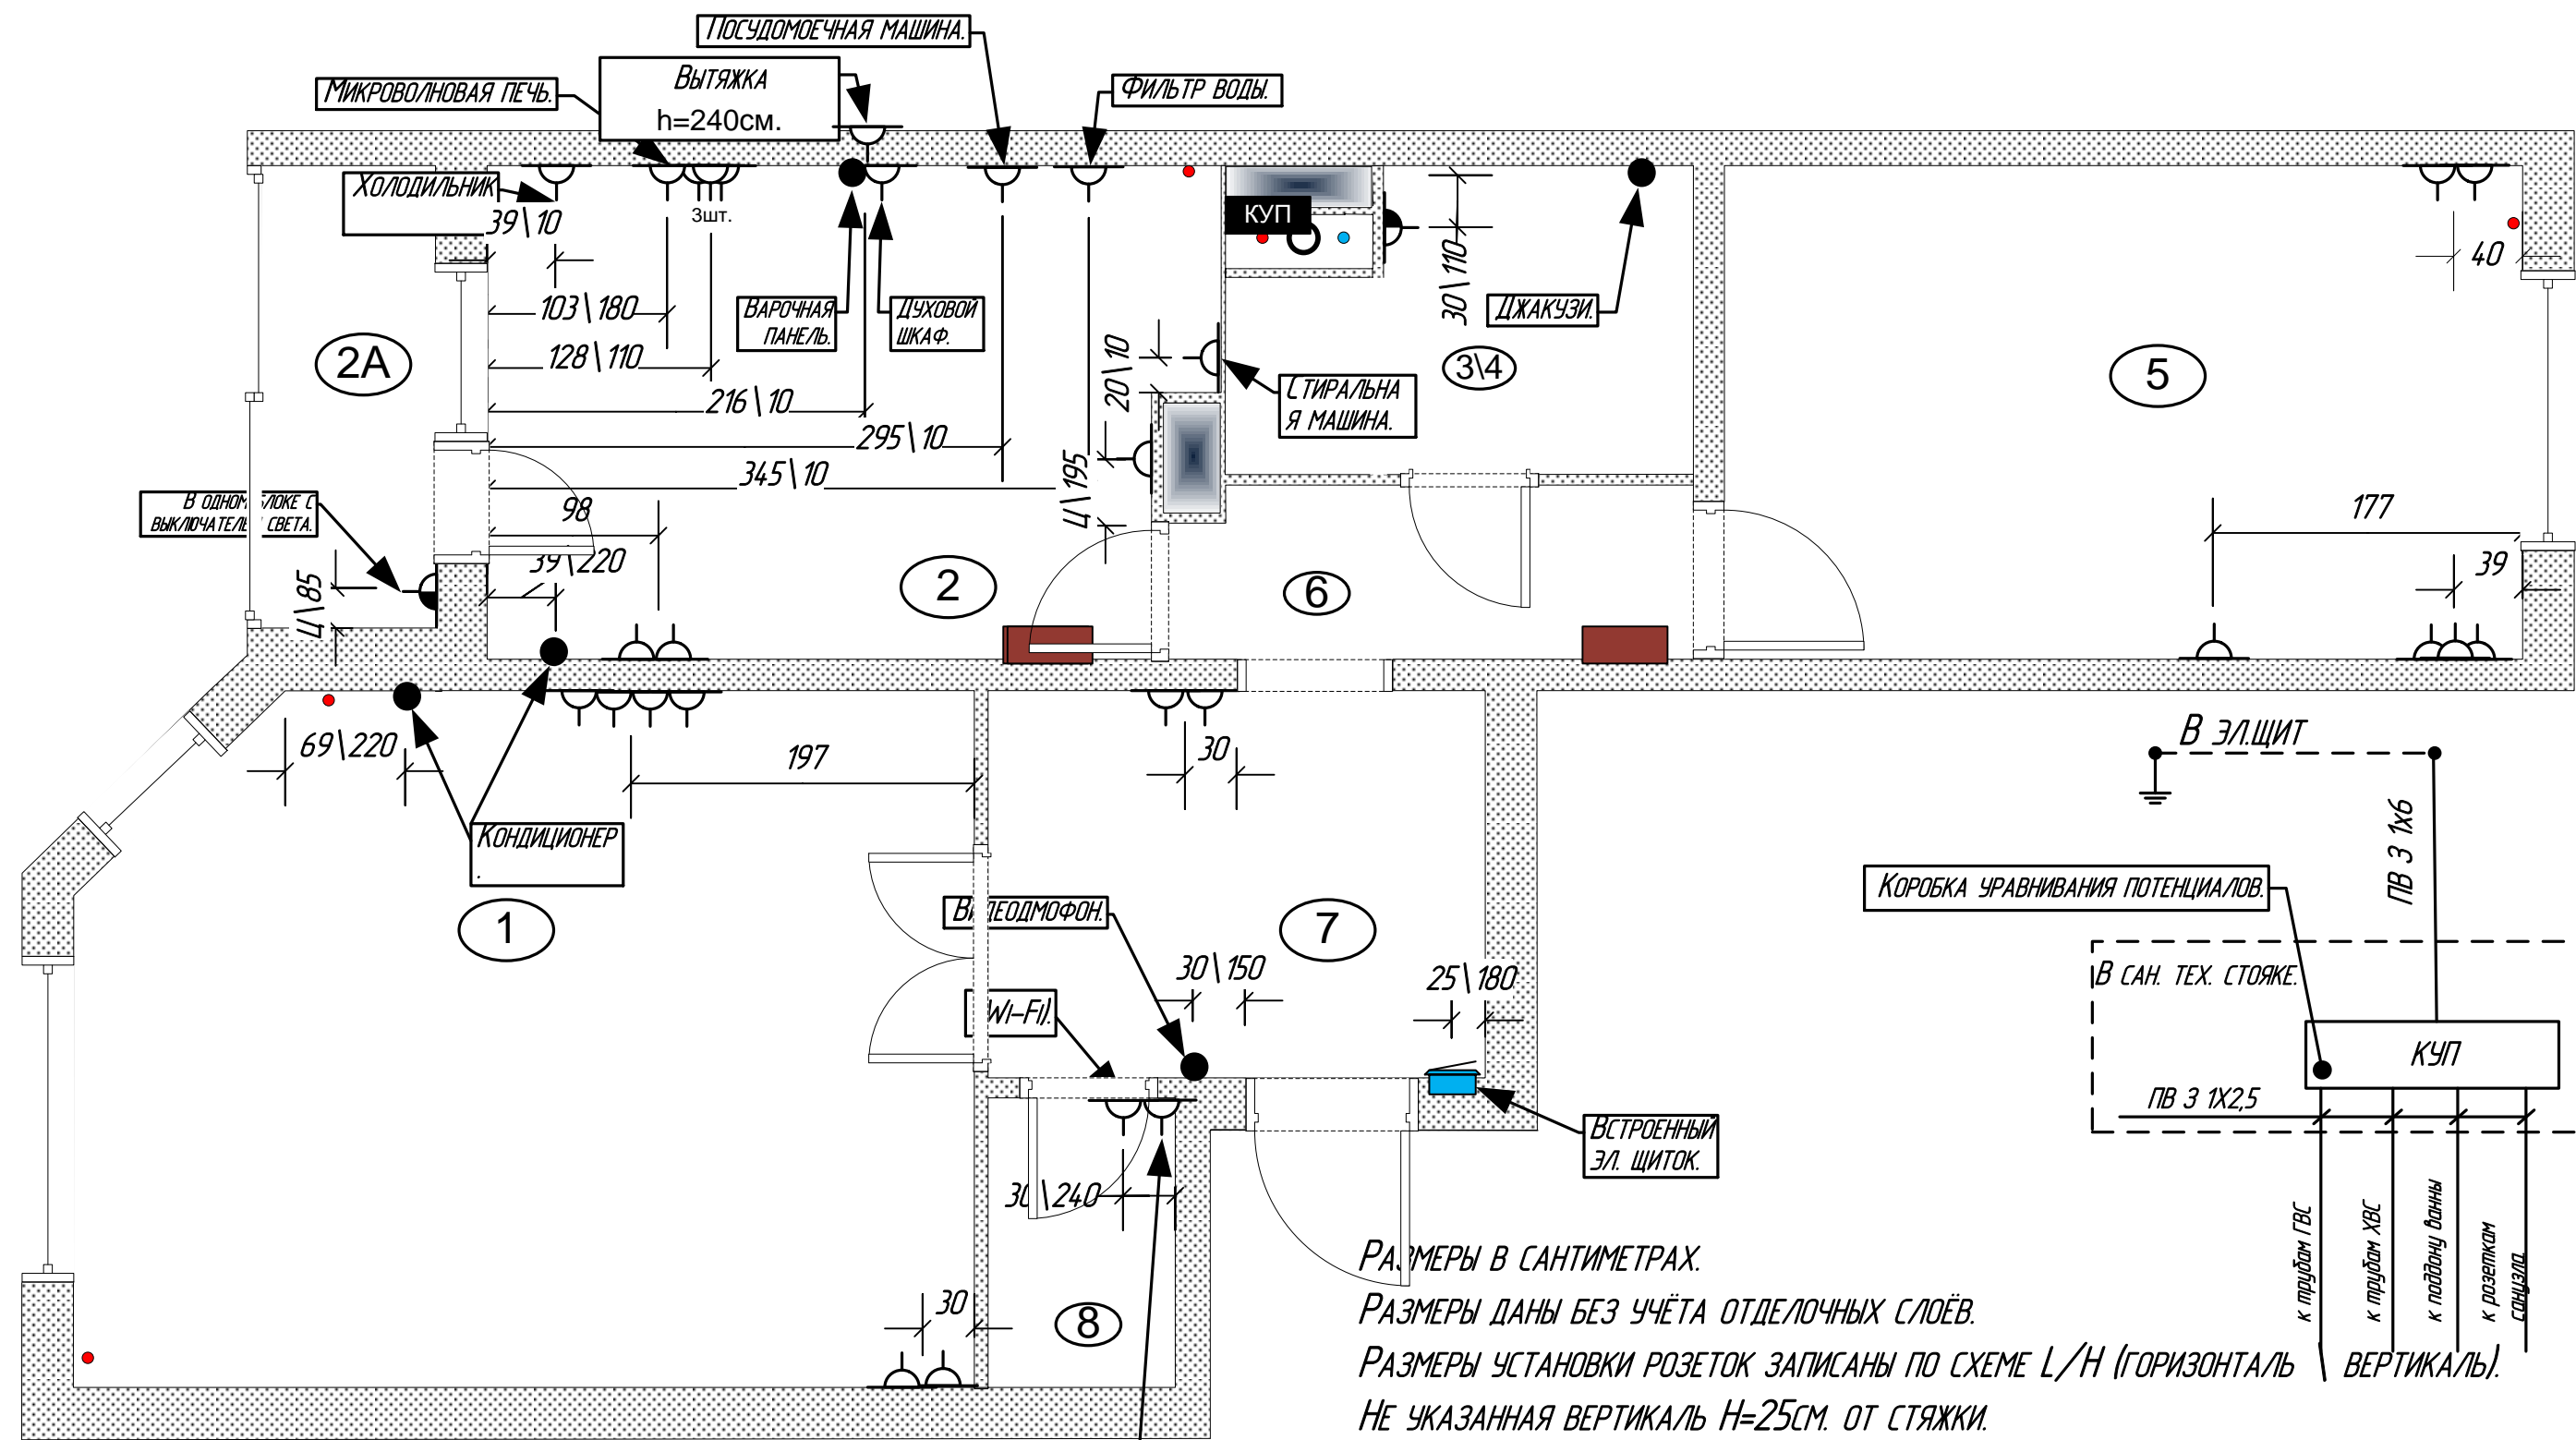 Посудомоечная машина.
Вытяжка
h=240см.
Микроволновая печь.
Фильтр воды.
Холодильник
39\10
3шт.
КУП
103\180
128\110
216\10
295\10
345\10
98
39\220
Варочная
панель.
Духовой
шкаф.
20\10
Ц\195
30\110
Джакузи.
3\4
Стиральна
я машина.
5
40
177
39
2А
В одном блоке с
выключателем света.
Ц\85
2
6
69\220
197
30
Кондиционер
.
1
Видеодмофон.
7
30\150
25\180
(Wi-Fi).
30\240
Встроенный
эл. щиток.
8
30
В эл.щит
ПВ 3 1х6
Коробка уравнивания потенциалов.
В сан. тех. стояке.
КУП
ПВ 3 1Х2,5
к трубам ГВС
к трубам ХВС
к поддону ванны
к розеткам
санузла
Размеры в сантиметрах.
Размеры даны без учёта отделочных слоёв.
Размеры установки розеток записаны по схеме L/H (горизонталь \ вертикаль).
Не указанная вертикаль H=25см. от стяжки.